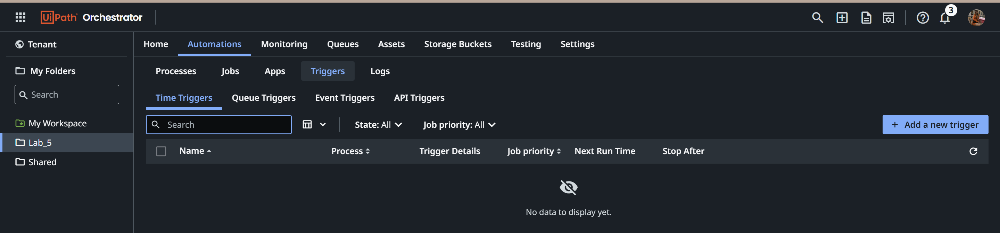 UiPath Orchestrator
3
Tenant
Home Automations Monitoring Queues Assets Storage Buckets Testing Settings
My Folders
Processes Jobs Apps Triggers Logs
Search
Time Triggers Queue Triggers Event Triggers API Triggers
My Workspace
Search State: All Job priority: All + Add a new trigger
Lab_5
Name Process Trigger Details Job priority Next Run Time Stop After
Shared
No data to display yet.